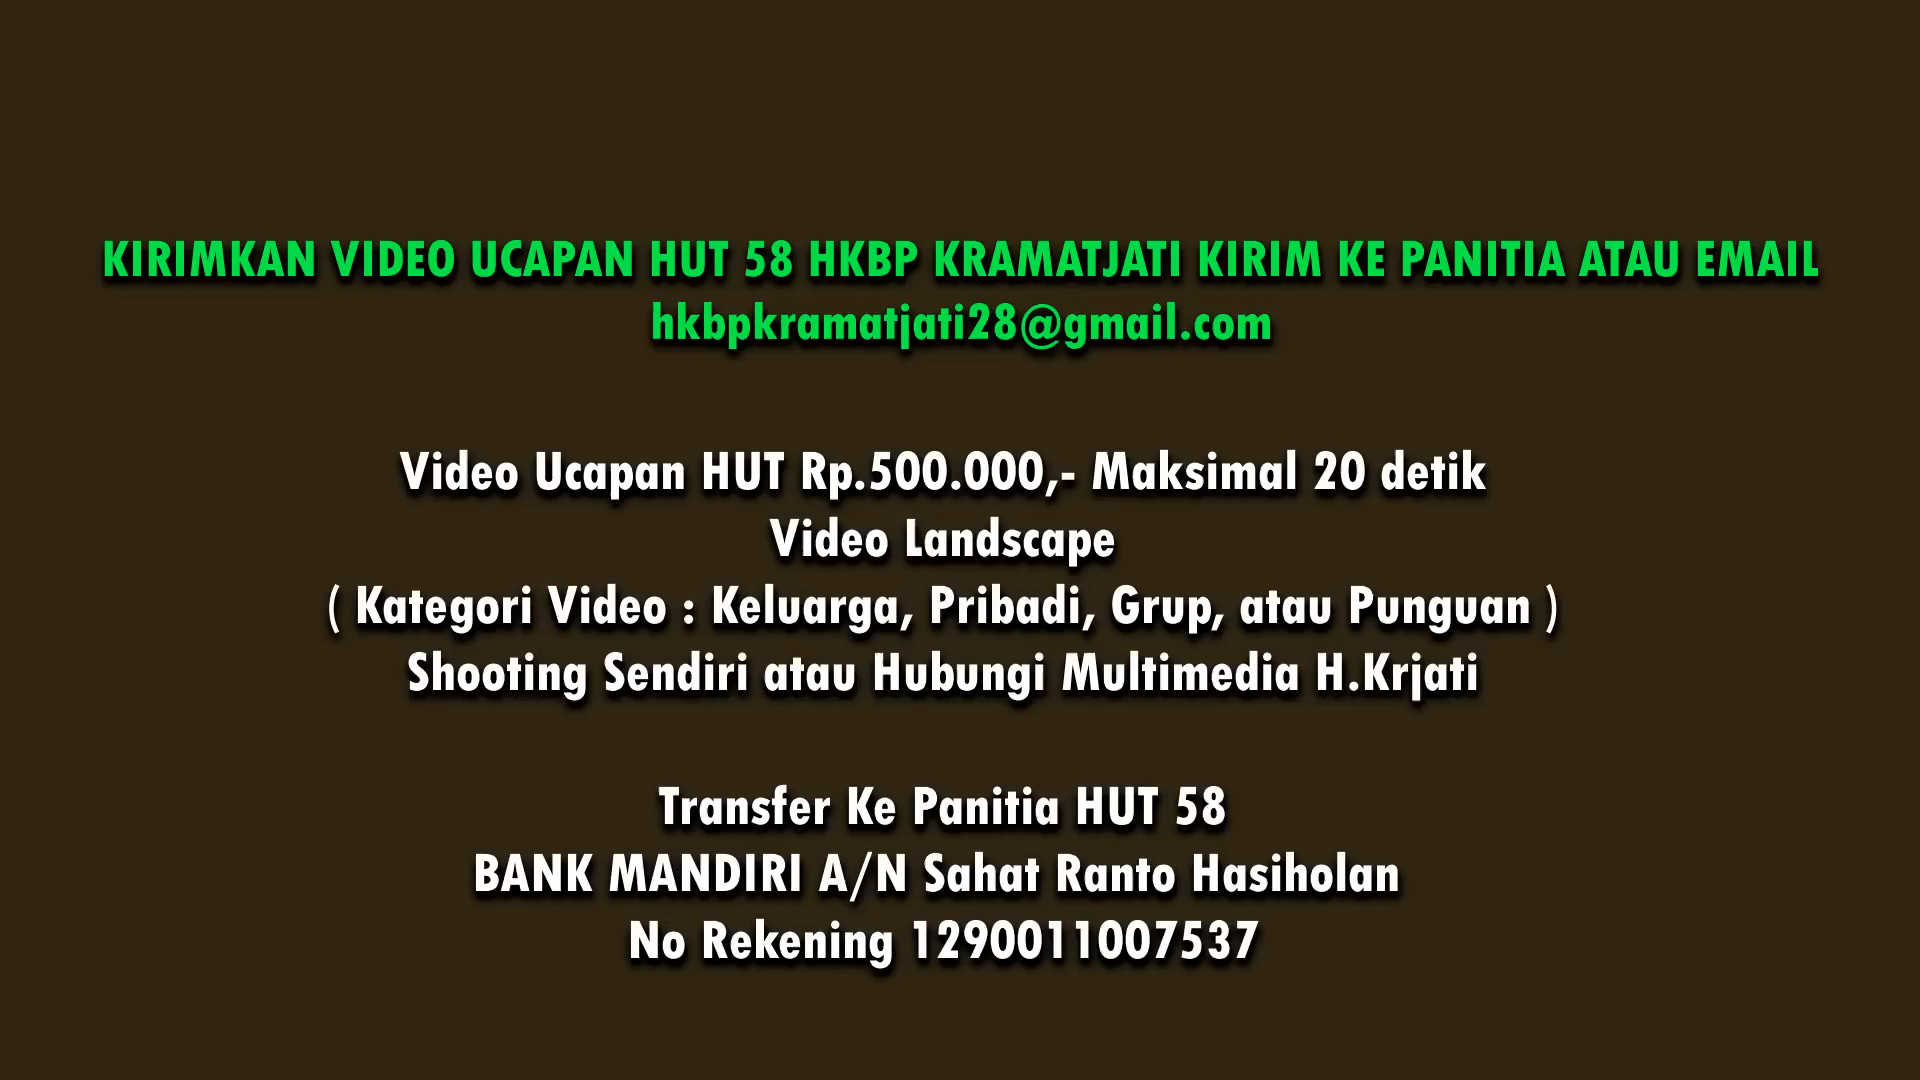 KIRIMKAN VIDEO UCAPAN HUT 58 HKBP KRAMATJATI KIRIM KE PANITIA ATAU EMAIL
hkbpkramatjati28@gmail.com
Video Ucapan HUT Rp.500.000,- Maksimal 20 detik
Video Landscape
( Kategori Video : Keluarga, Pribadi, Grup, atau Punguan )
Shooting Sendiri atau Hubungi Multimedia H.Krjati
Transfer Ke Panitia HUT 58
BANK MANDIRI A/N Sahat Ranto Hasiholan
No Rekening 1290011007537